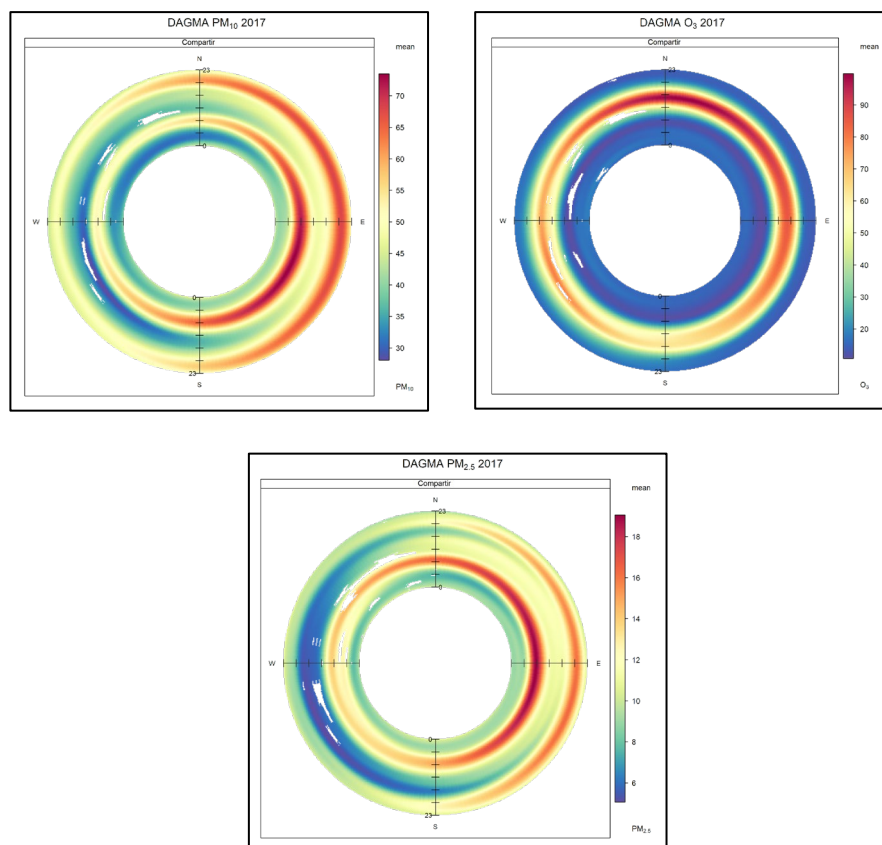 DAGMA PM₁₀ 2017
Compartir
mean
N
23
0
W
E
0
23
S
70
65
60
55
50
45
40
35
30
PM₁₀
DAGMA O₃ 2017
Compartir
mean
N
23
0
W
E
0
23
S
90
80
70
60
50
40
30
20
O₃
DAGMA PM₂.₅ 2017
Compartir
mean
N
23
0
W
E
0
23
S
18
16
14
12
10
8
6
PM₂.₅